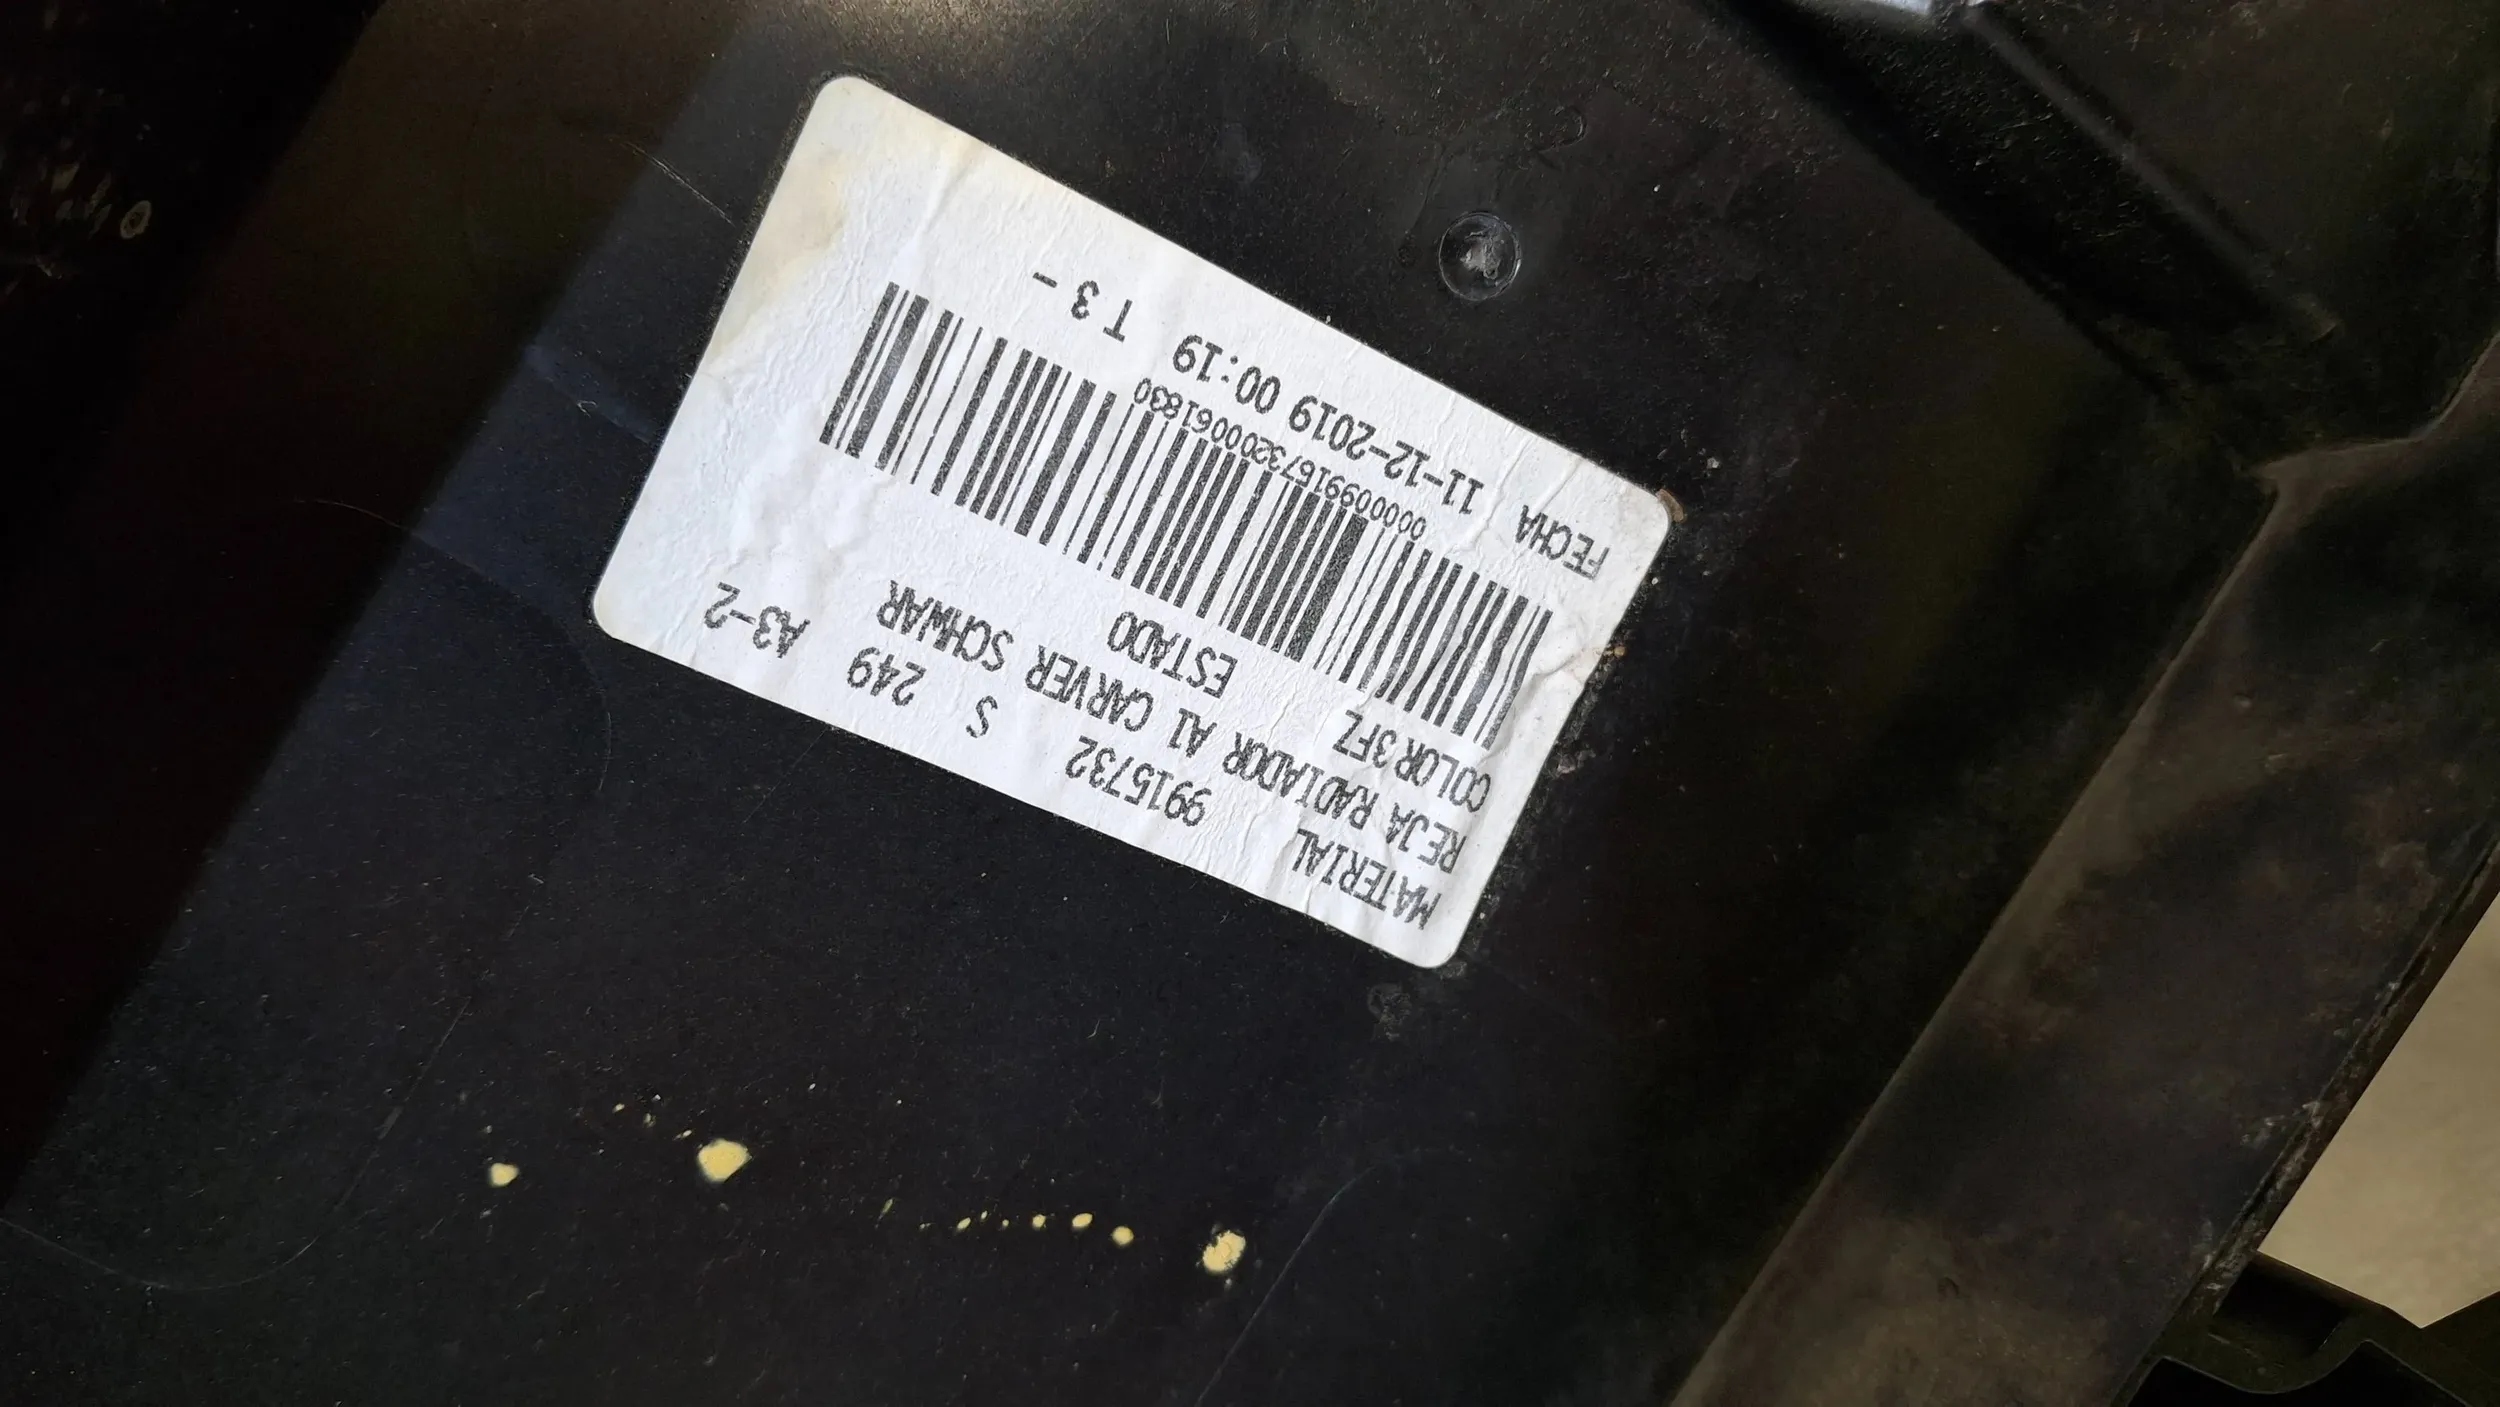 MATERIAL 9915732 S 249 A3-2
REJA RADIADOR A1 CARVER SCHWAR
COLOR 3FZ ESTADO
00000991573200061830
FECHA 11-12-2019 00:19 T 3 -